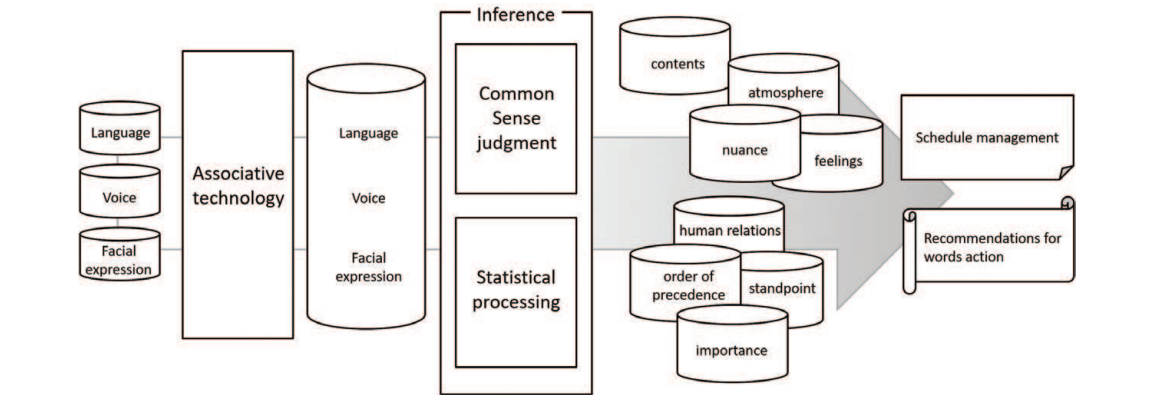 Language
Voice
Facial
expression
Associative
technology
Language
Voice
Facial
expression
Inference
Common
Sense
judgment
Statistical
processing
contents
atmosphere
nuance
feelings
human relations
order of
precedence
standpoint
importance
Schedule management
Recommendations for
words action